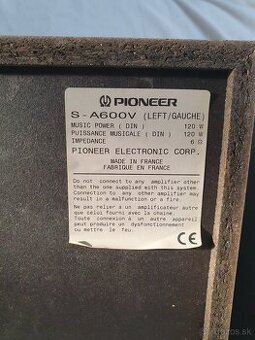 PIONEER
S - A600V (LEFT/GAUCHE)
MUSIC POWER ( DIN ) 120 W
PUISSANCE MUSICALE ( DIN ) 120 W
IMPEDANCE 6 Ω
PIONEER ELECTRONIC CORP.
MADE IN FRANCE
FABRIQUE EN FRANCE
Do not connect to any amplifier other
than the one supplied with this system.
Connection to any other amplifier may
result in a malfunction or a fire.
Ne pas relier a un amplificateur autre
que celui fourni avec la chaine.
Toute connexion a un autre appareil
peut produire un disfonctionnement
ou mettre le feu.
CE